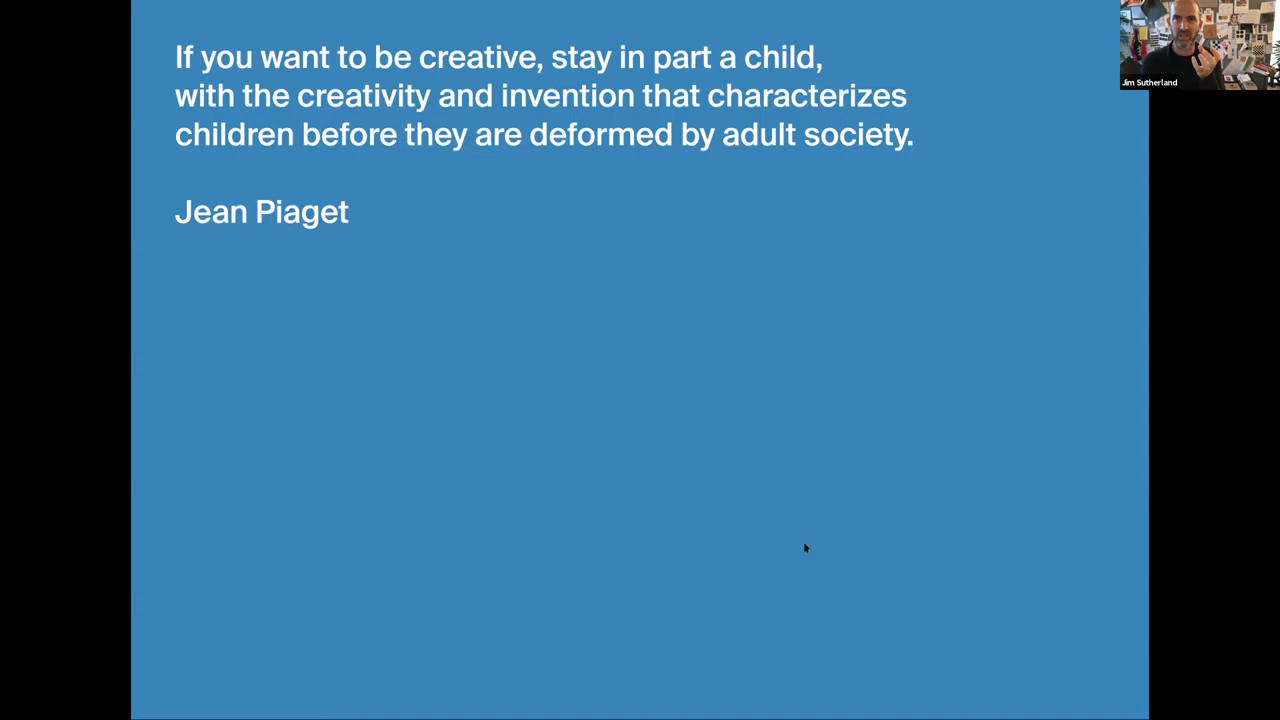 If you want to be creative, stay in part a child,
with the creativity and invention that characterizes
children before they are deformed by adult society.
Jean Piaget
Jim Sutherland